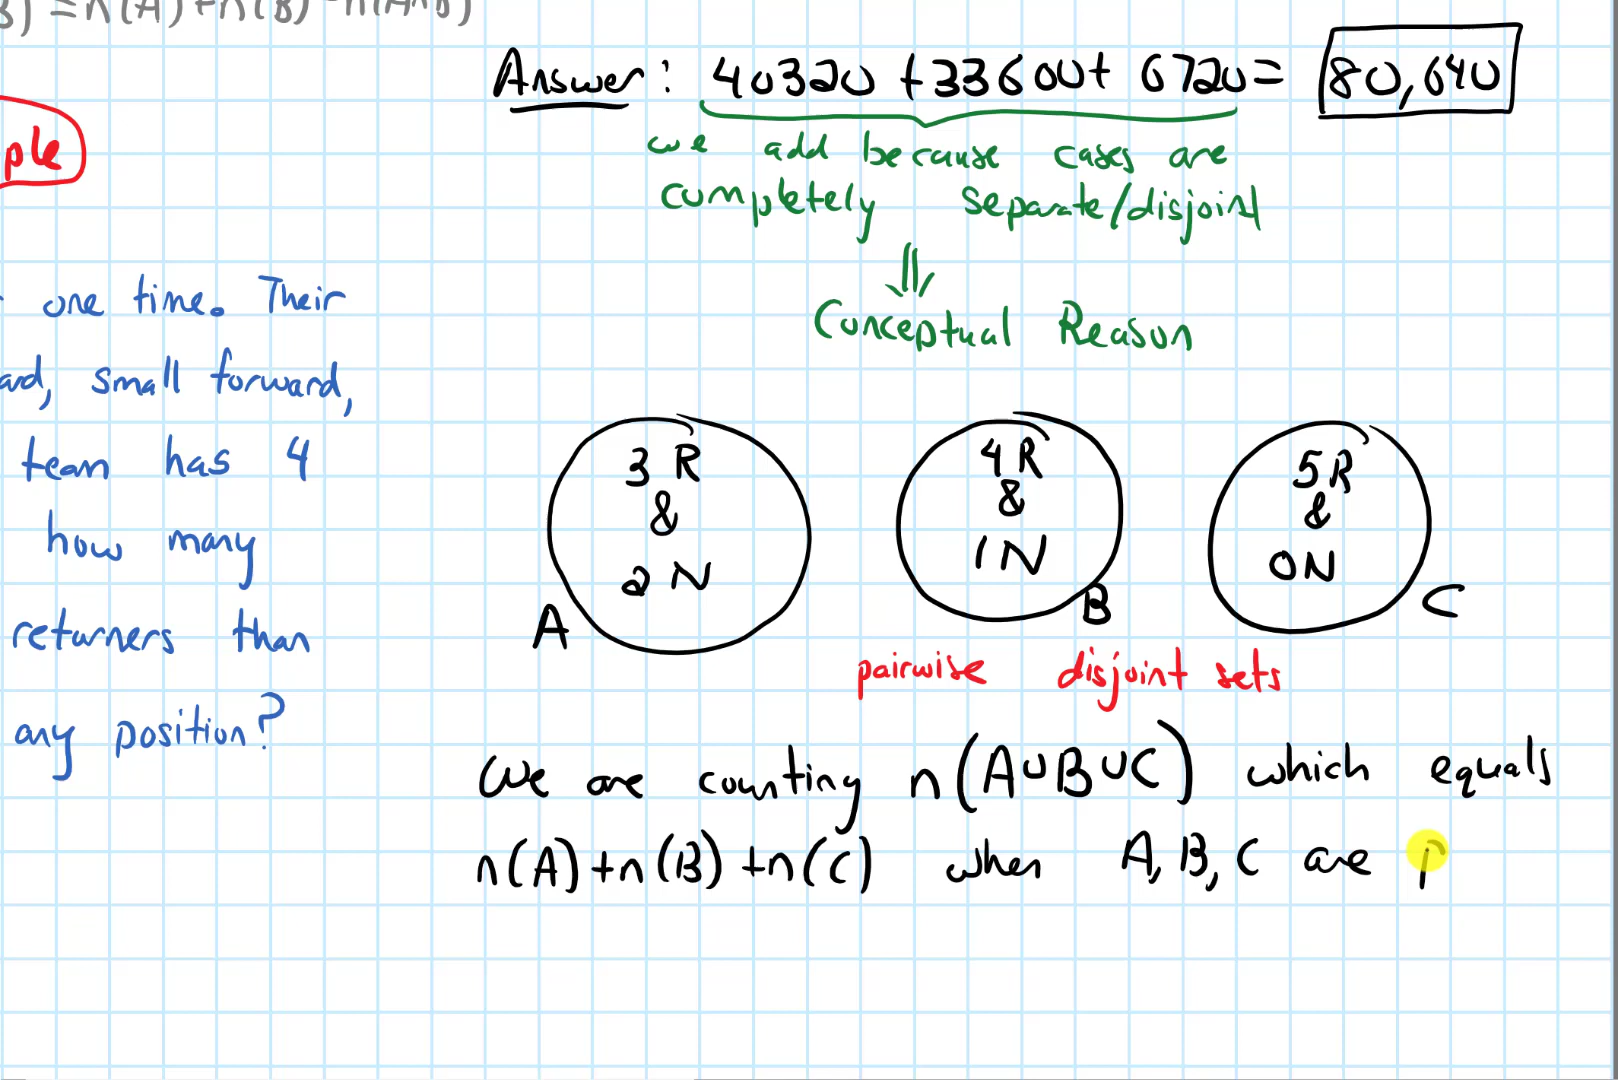 B) = n(A) + n(B) - n(A∩B)
Answer: 40320 + 33600 + 6720 = 80,640
ple
we add because cases are
completely separate/disjoint
⇓
Conceptual Reason
one time. Their
ard, small forward,
team has 4
how many
returners than
any position?
3 R
&
2 N
A
4 R
&
1 N
B
5 R
&
0 N
C
pairwise disjoint sets
We are counting n(A∪B∪C) which equals
n(A) + n(B) + n(C) when A, B, C are p